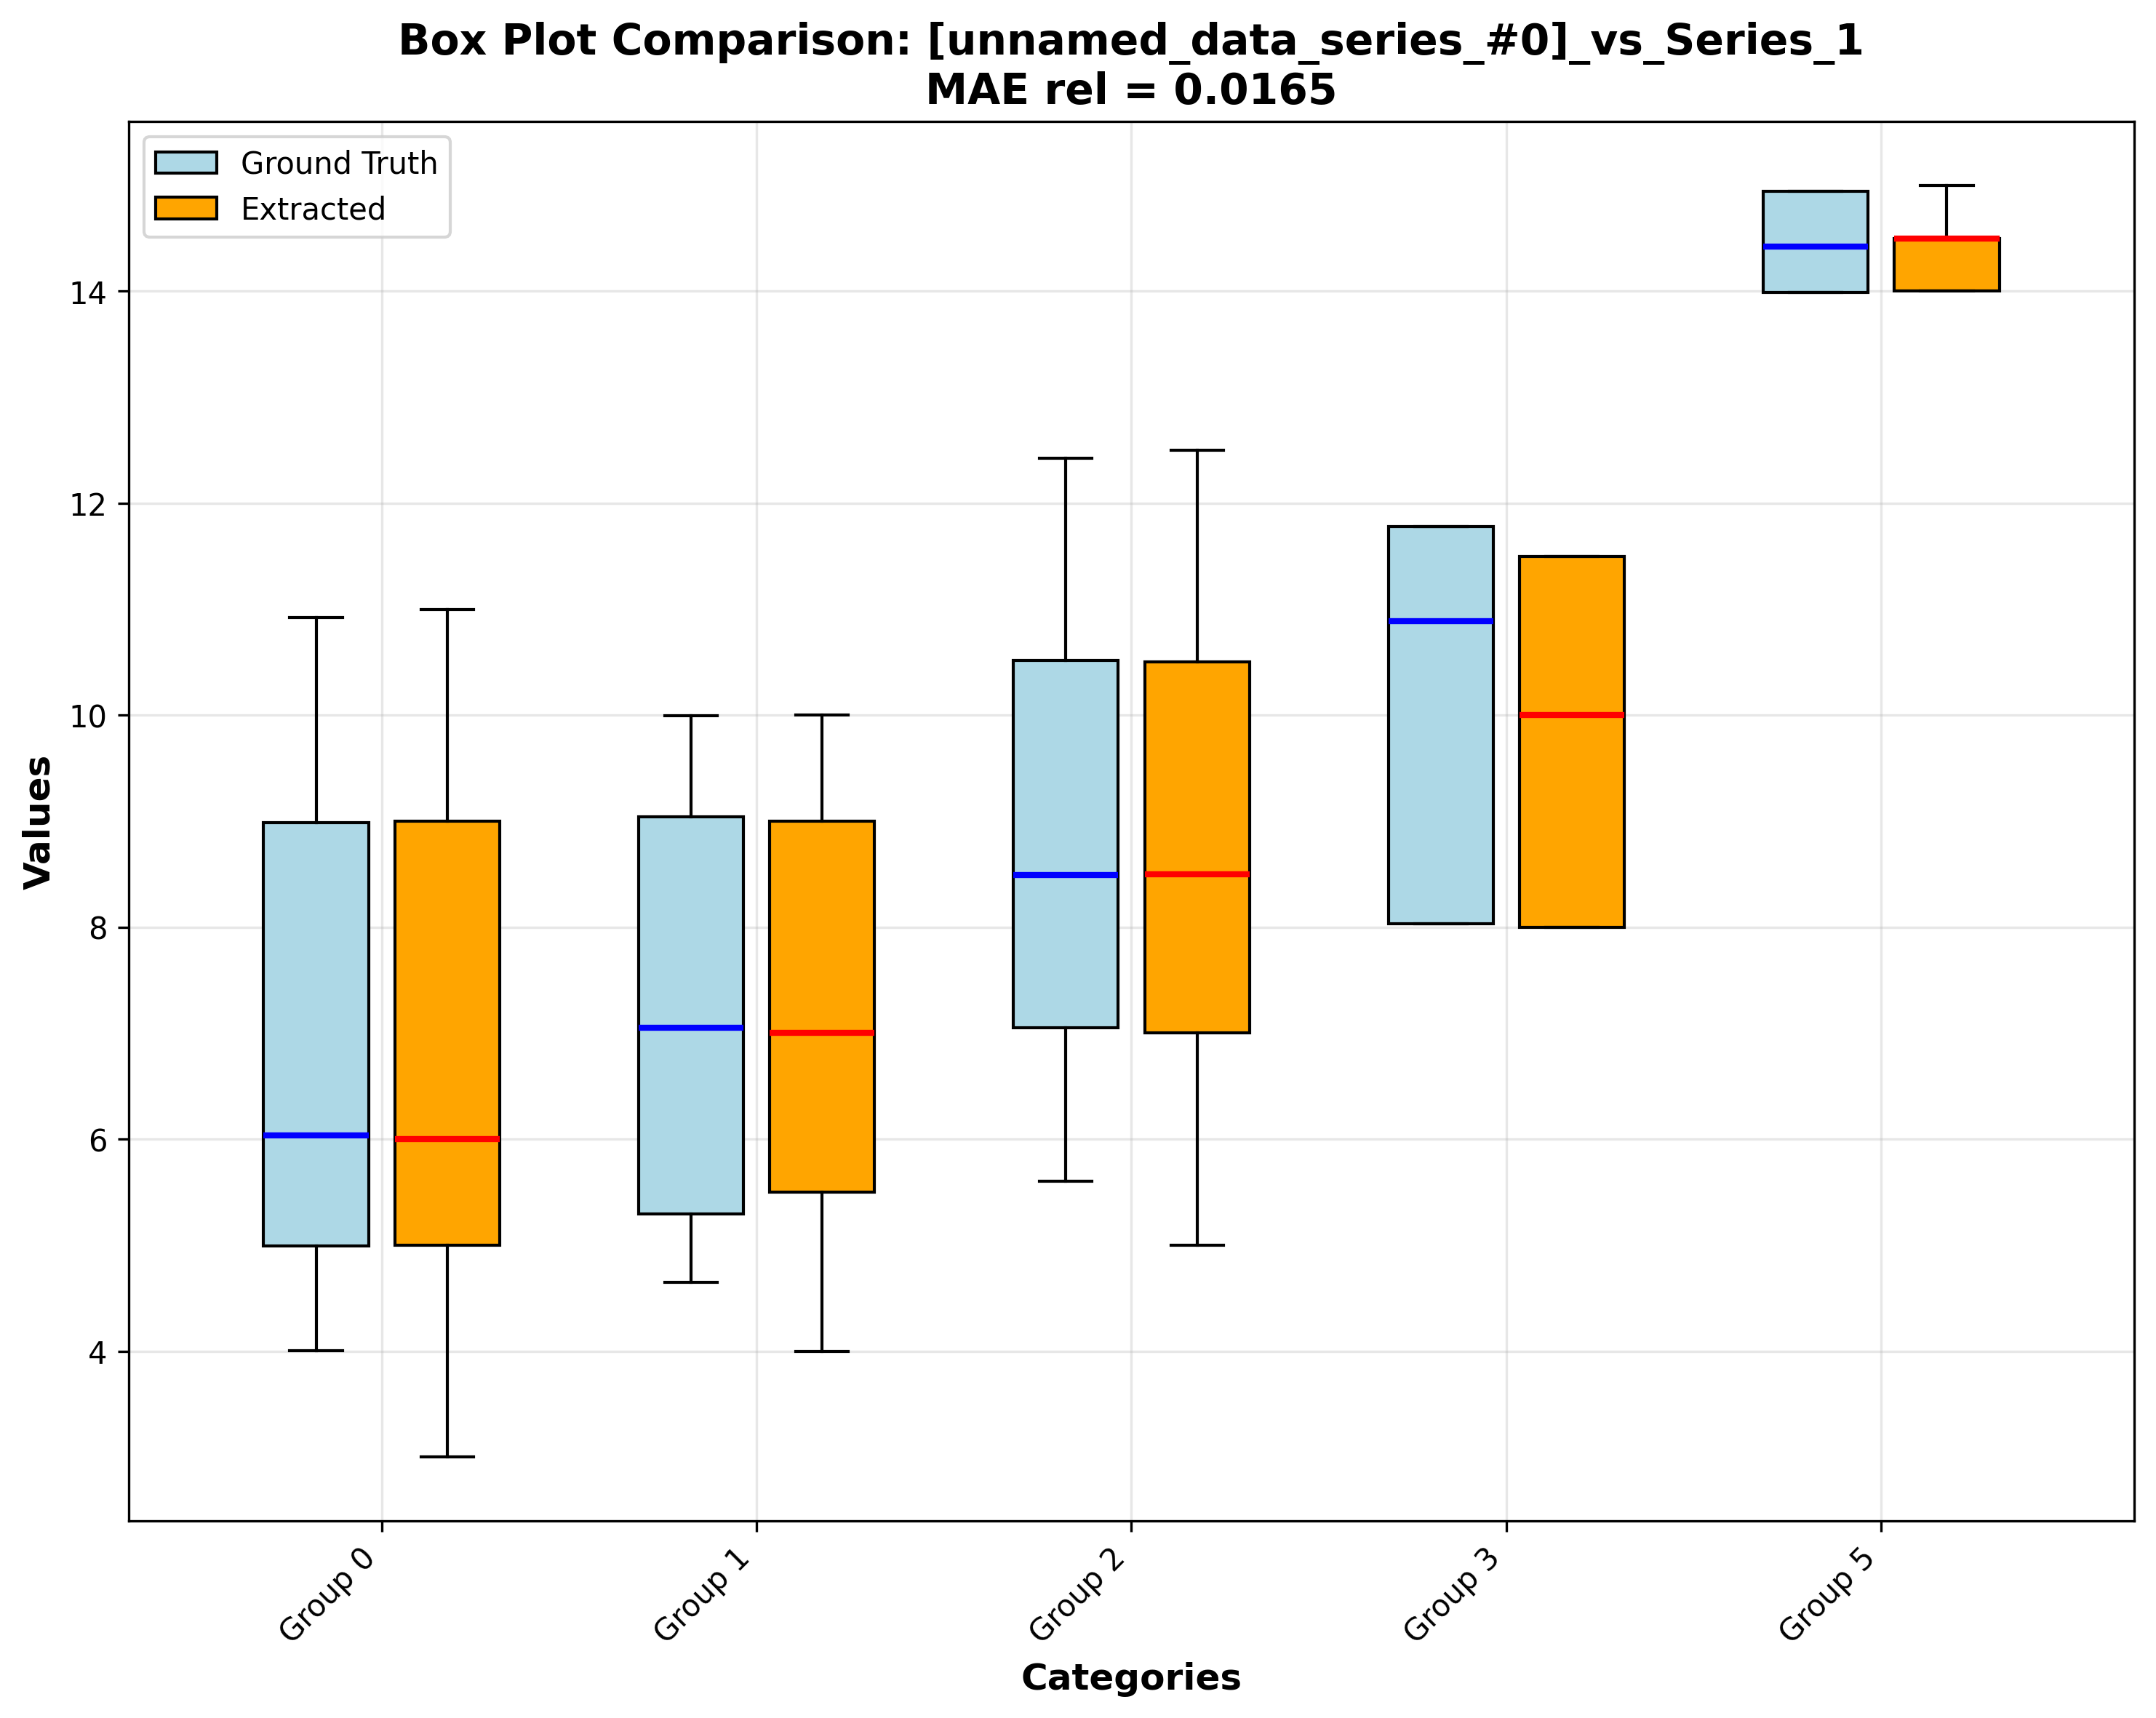 Box Plot Comparison: [unnamed_data_series_#0]_vs_Series_1
MAE rel = 0.0165
Ground Truth
Extracted
14
12
10
8
6
4
Values
Group 0
Group 1
Group 2
Group 3
Group 5
Categories